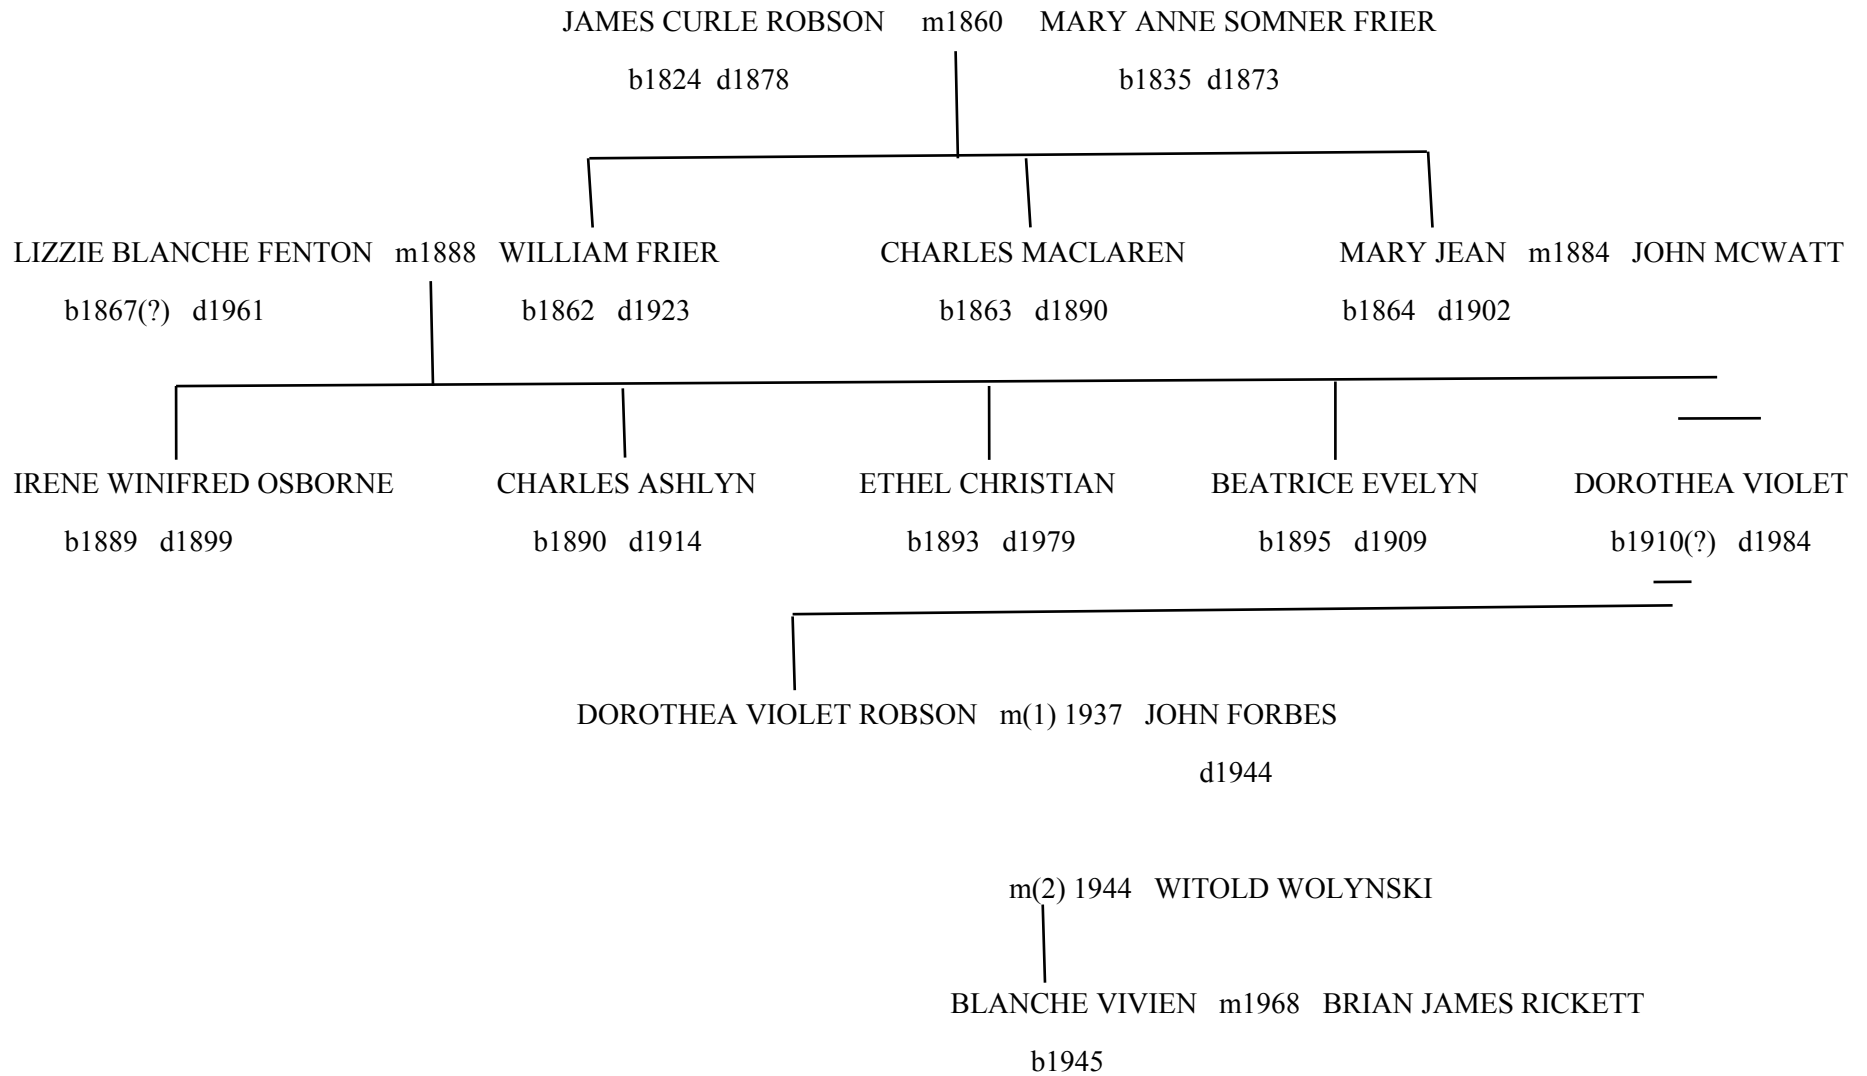 JAMES CURLE ROBSON m1860 MARY ANNE SOMNER FRIER
b1824 d1878 b1835 d1873
LIZZIE BLANCHE FENTON m1888 WILLIAM FRIER CHARLES MACLAREN MARY JEAN m1884 JOHN MCWATT
b1867(?) d1961 b1862 d1923 b1863 d1890 b1864 d1902
IRENE WINIFRED OSBORNE CHARLES ASHLYN ETHEL CHRISTIAN BEATRICE EVELYN DOROTHEA VIOLET
b1889 d1899 b1890 d1914 b1893 d1979 b1895 d1909 b1910(?) d1984
DOROTHEA VIOLET ROBSON m(1) 1937 JOHN FORBES
d1944
m(2) 1944 WITOLD WOLYNSKI
BLANCHE VIVIEN m1968 BRIAN JAMES RICKETT
b1945